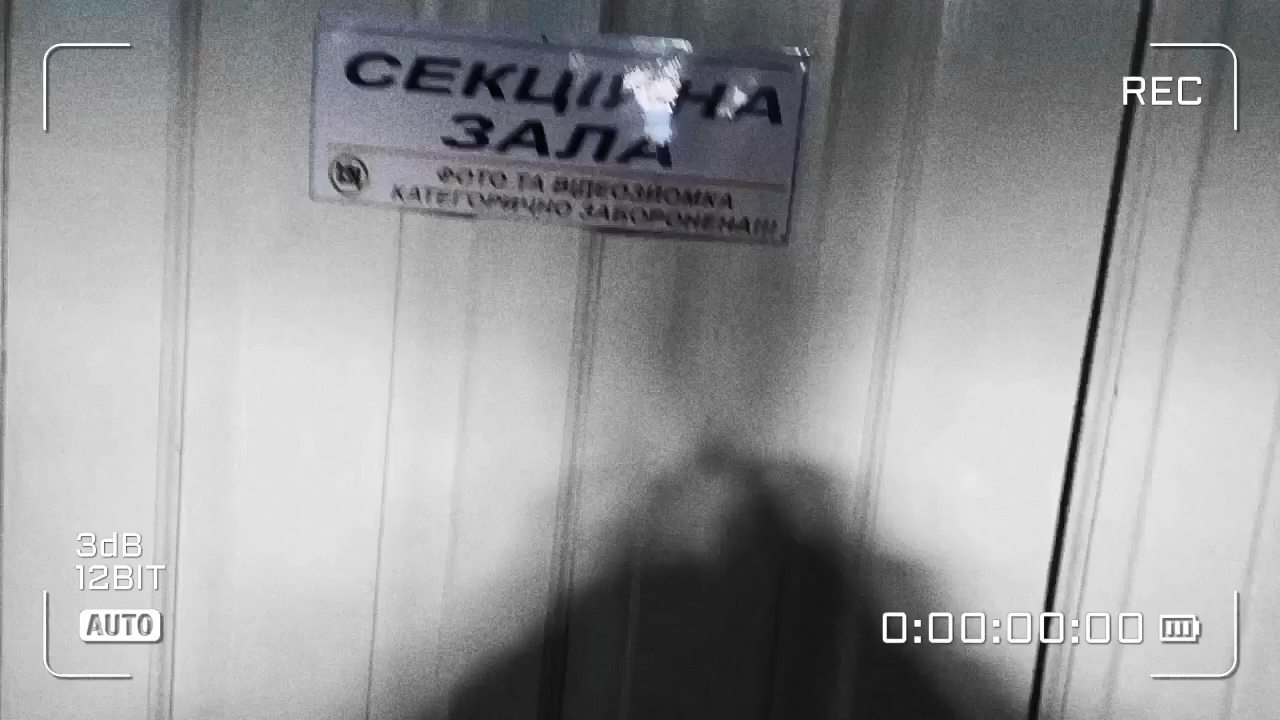 СЕКЦІЙНА
ЗАЛА
ФОТО ТА ВІДЕОЗЙОМКА
КАТЕГОРИЧНО ЗАБОРОНЕНА!!!
REC
3dB
12BIT
AUTO
0:00:00:00